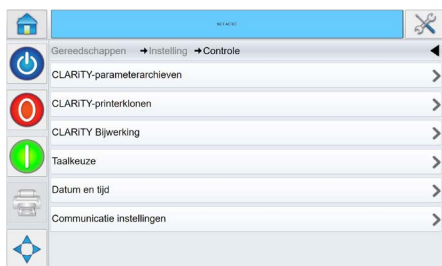 Gereedschappen → Instelling → Controle
CLARiTY-parameterarchieven
CLARiTY-printerklonen
CLARiTY Bijwerking
Taalkeuze
Datum en tijd
Communicatie instellingen